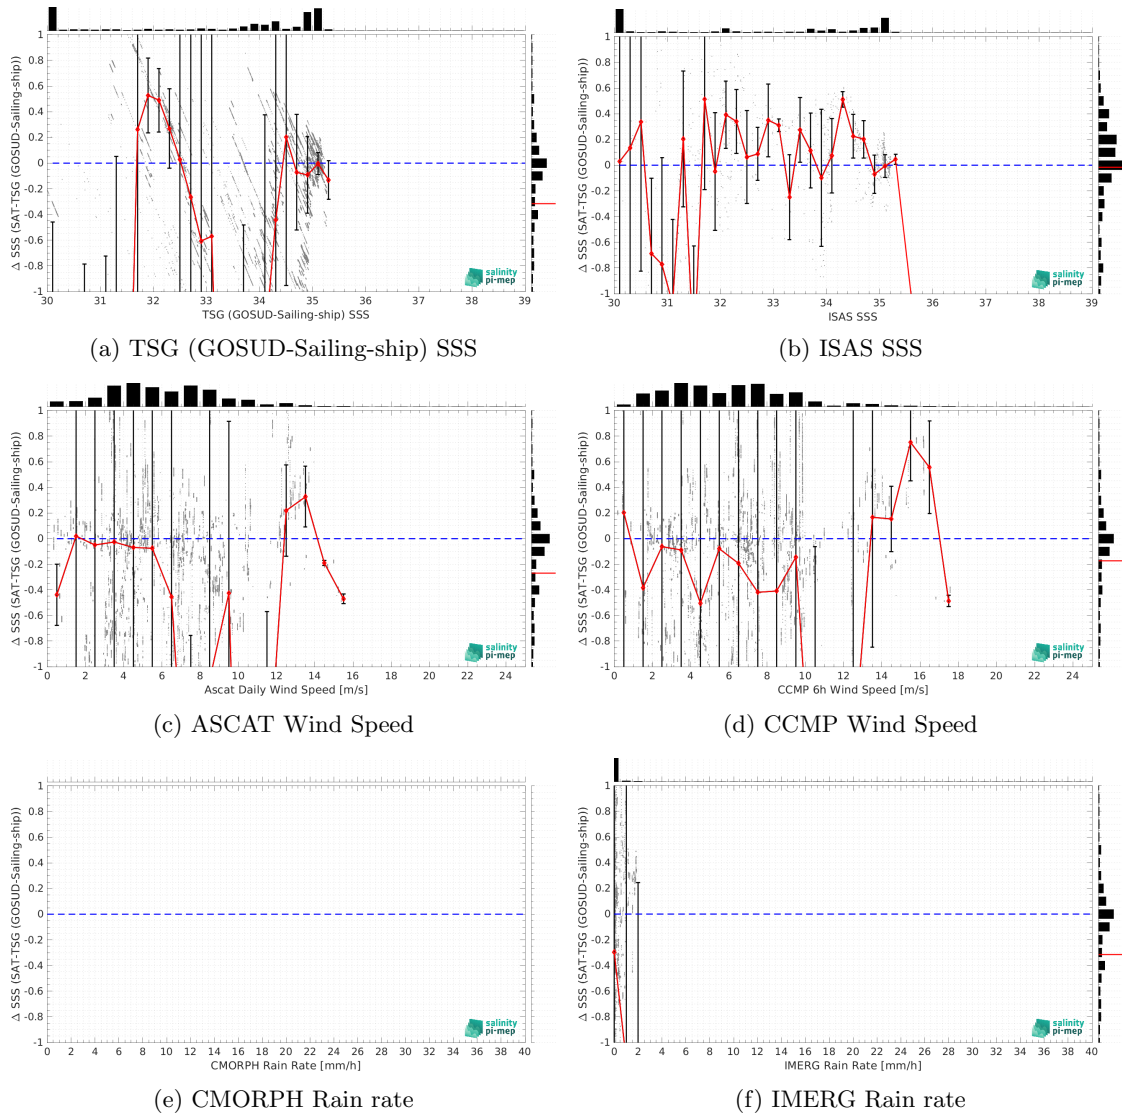 1
0.8
0.6
0.4
0.2
0
-0.2
-0.4
-0.6
-0.8
-1
Δ SSS (SAT-TSG (GOSUD-Sailing-ship))
30 31 32 33 34 35 36 37 38 39
TSG (GOSUD-Sailing-ship) SSS
salinity
pi-mep
(a) TSG (GOSUD-Sailing-ship) SSS
1
0.8
0.6
0.4
0.2
0
-0.2
-0.4
-0.6
-0.8
-1
Δ SSS (SAT-TSG (GOSUD-Sailing-ship))
30 31 32 33 34 35 36 37 38 39
ISAS SSS
salinity
pi-mep
(b) ISAS SSS
1
0.8
0.6
0.4
0.2
0
-0.2
-0.4
-0.6
-0.8
-1
Δ SSS (SAT-TSG (GOSUD-Sailing-ship))
0 2 4 6 8 10 12 14 16 18 20 22 24
Ascat Daily Wind Speed [m/s]
salinity
pi-mep
(c) ASCAT Wind Speed
1
0.8
0.6
0.4
0.2
0
-0.2
-0.4
-0.6
-0.8
-1
Δ SSS (SAT-TSG (GOSUD-Sailing-ship))
0 2 4 6 8 10 12 14 16 18 20 22 24
CCMP 6h Wind Speed [m/s]
salinity
pi-mep
(d) CCMP Wind Speed
1
0.8
0.6
0.4
0.2
0
-0.2
-0.4
-0.6
-0.8
-1
Δ SSS (SAT-TSG (GOSUD-Sailing-ship))
0 2 4 6 8 10 12 14 16 18 20 22 24 26 28 30 32 34 36 38 40
CMORPH Rain Rate [mm/h]
salinity
pi-mep
(e) CMORPH Rain rate
1
0.8
0.6
0.4
0.2
0
-0.2
-0.4
-0.6
-0.8
-1
Δ SSS (SAT-TSG (GOSUD-Sailing-ship))
0 2 4 6 8 10 12 14 16 18 20 22 24 26 28 30 32 34 36 38 40
IMERG Rain Rate [mm/h]
salinity
pi-mep
(f) IMERG Rain rate